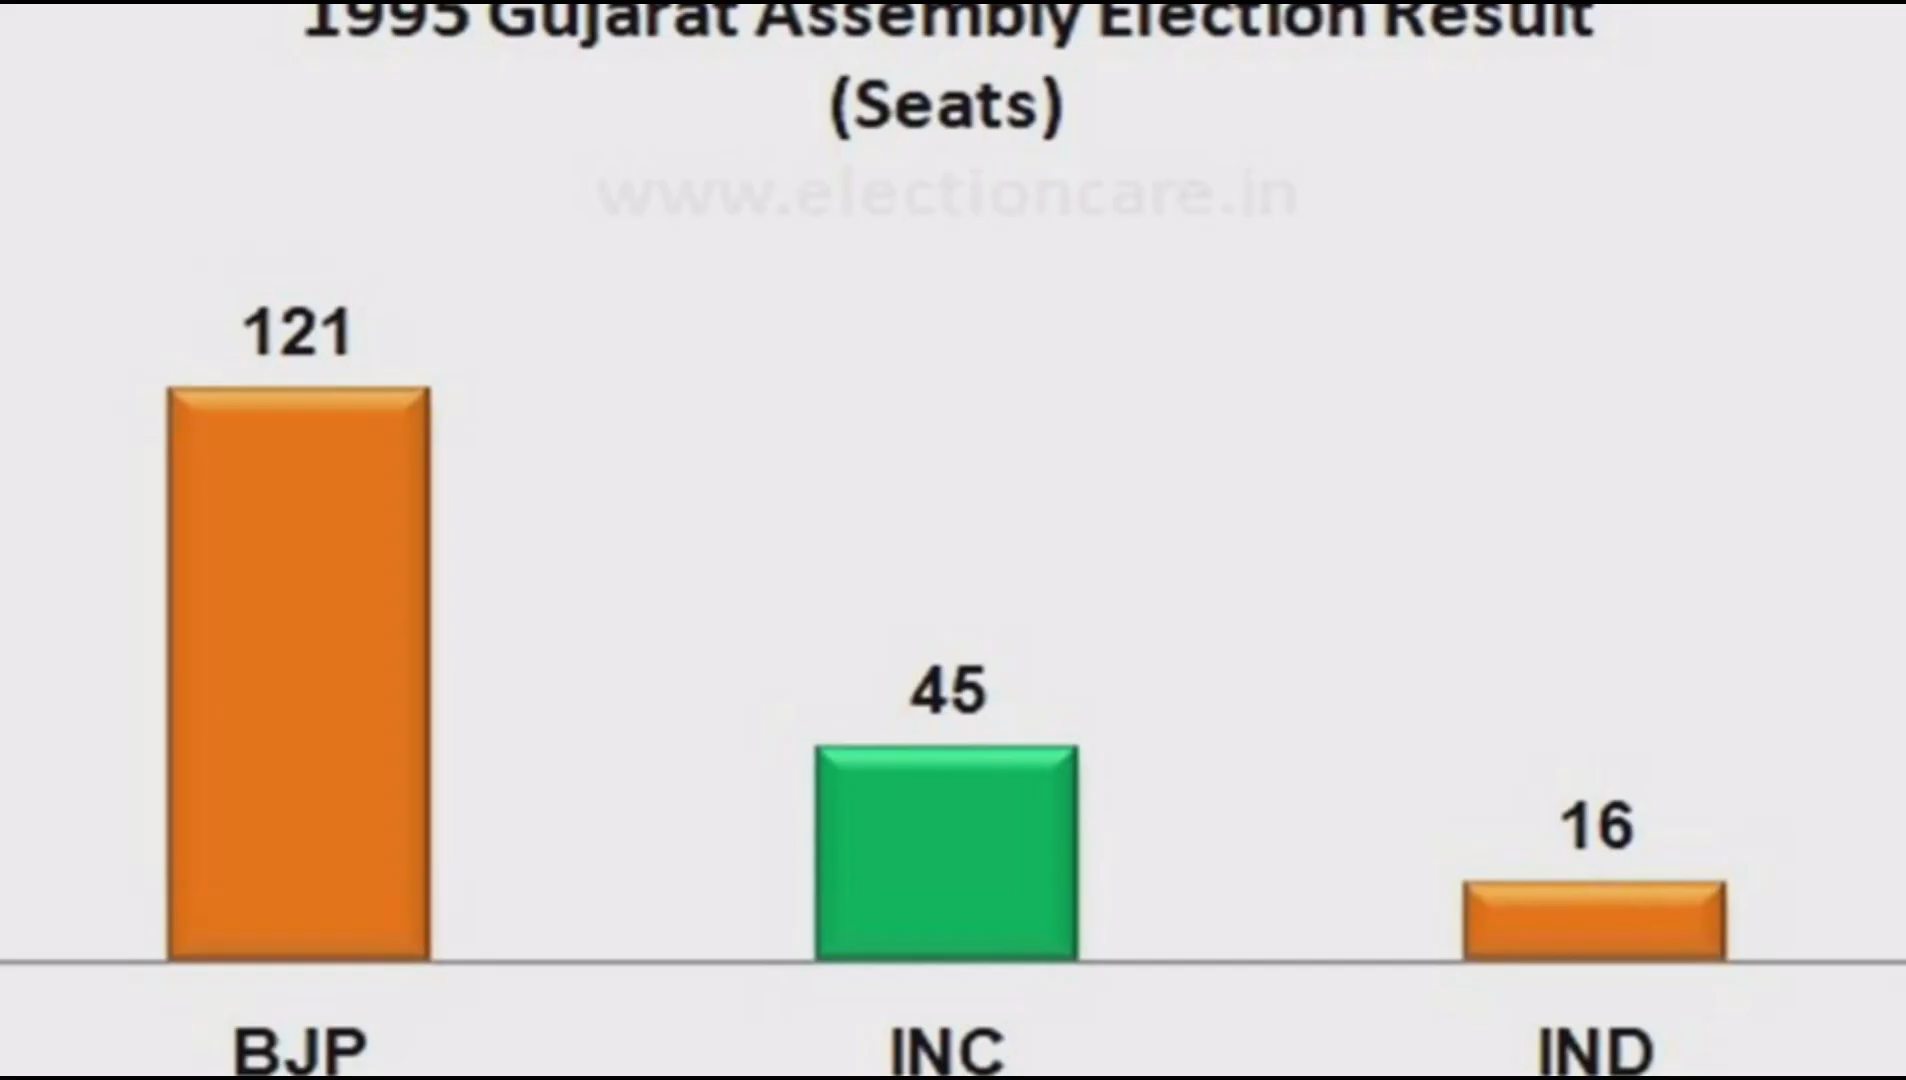 1995 Gujarat Assembly Election Result
(Seats)
www.electioncare.in
121
45
16
BJP
INC
IND